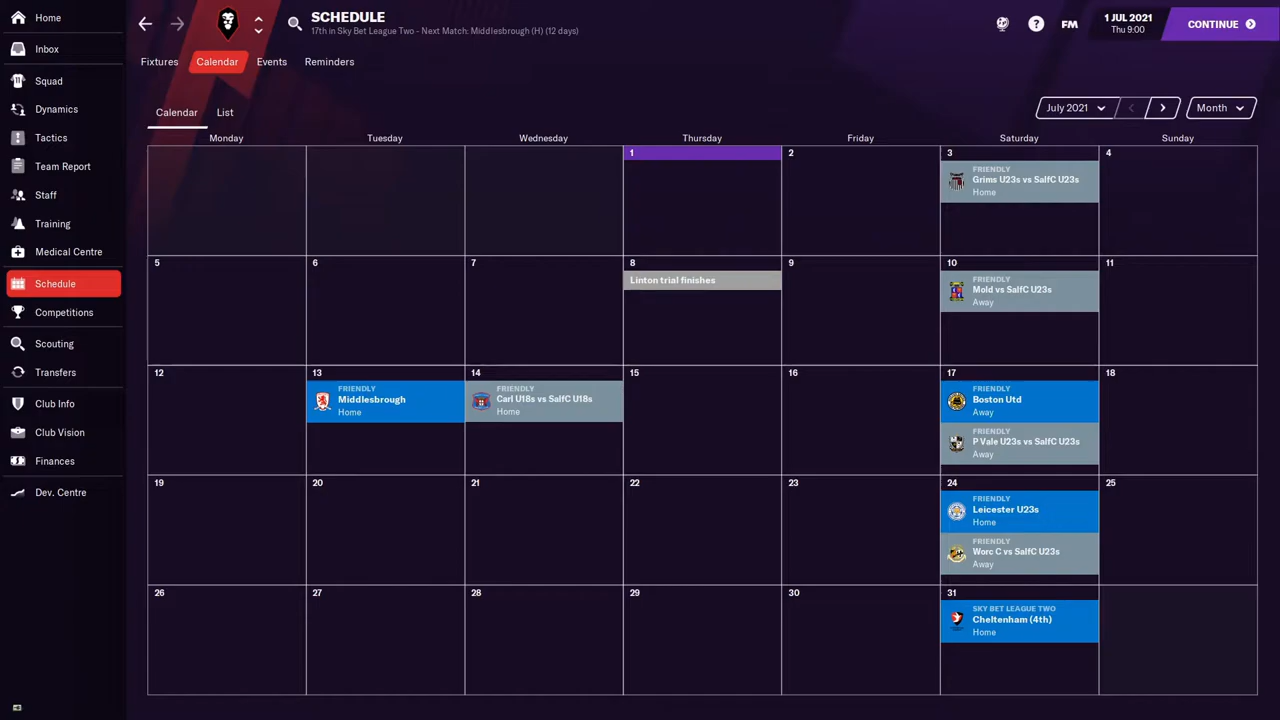 Home
Inbox
Squad
Dynamics
Tactics
Team Report
Staff
Training
Medical Centre
Schedule
Competitions
Scouting
Transfers
Club Info
Club Vision
Finances
Dev. Centre
SCHEDULE
17th in Sky Bet League Two - Next Match: Middlesbrough (H) (12 days)
FM
1 JUL 2021
Thu 9:00
CONTINUE
Fixtures
Calendar
Events
Reminders
Calendar
List
July 2021
Month
Monday
Tuesday
Wednesday
Thursday
Friday
Saturday
Sunday
1
2
3
FRIENDLY
Grims U23s vs SalfC U23s
Home
4
5
6
7
8
Linton trial finishes
9
10
FRIENDLY
Mold vs SalfC U23s
Away
11
12
13
FRIENDLY
Middlesbrough
Home
14
FRIENDLY
Carl U18s vs SalfC U18s
Home
15
16
17
FRIENDLY
Boston Utd
Away
FRIENDLY
P Vale U23s vs SalfC U23s
Away
18
19
20
21
22
23
24
FRIENDLY
Leicester U23s
Home
FRIENDLY
Worc C vs SalfC U23s
Away
25
26
27
28
29
30
31
SKY BET LEAGUE TWO
Cheltenham (4th)
Home